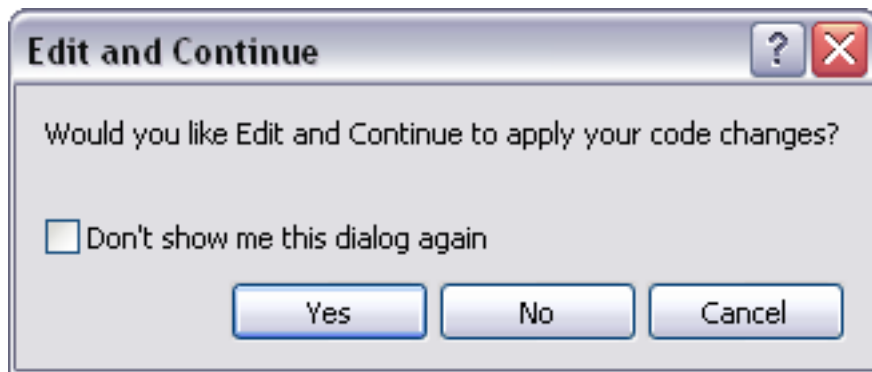 Edit and Continue
?
Would you like Edit and Continue to apply your code changes?
Don't show me this dialog again
Yes No Cancel